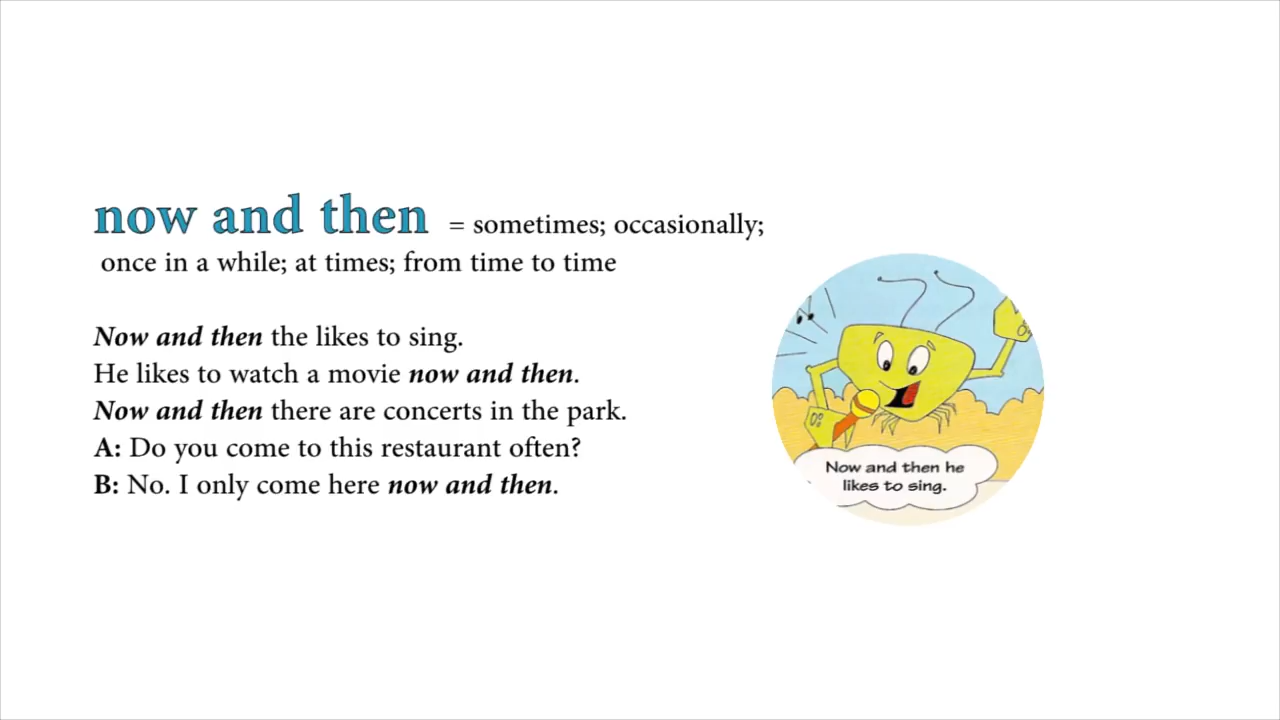 now and then = sometimes; occasionally;
once in a while; at times; from time to time
Now and then the likes to sing.
He likes to watch a movie now and then.
Now and then there are concerts in the park.
A: Do you come to this restaurant often?
B: No. I only come here now and then.
Now and then he
likes to sing.